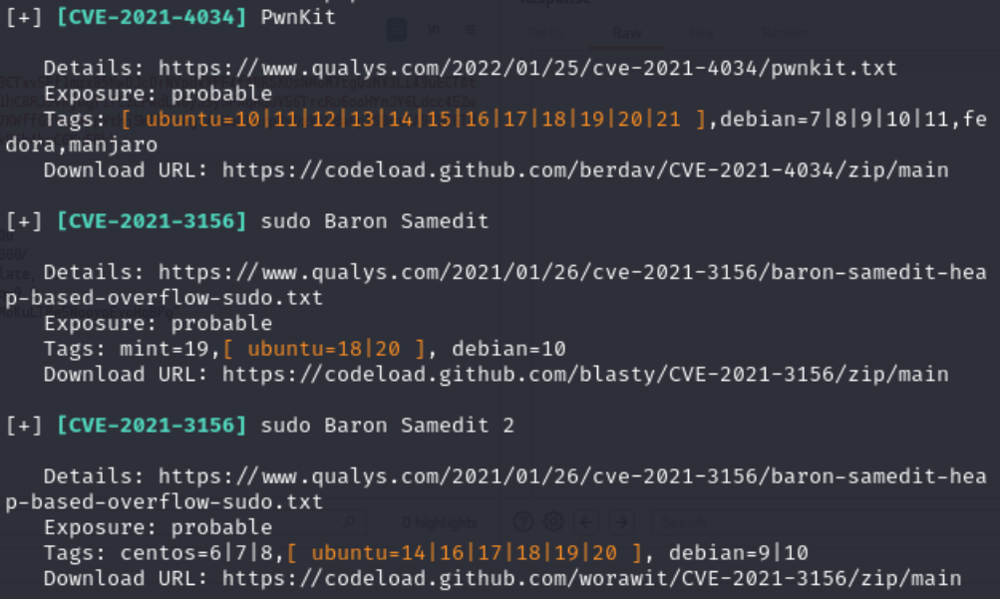 Response
Pretty Raw Hex Render
[+] [CVE-2021-4034] PwnKit
Details: https://www.qualys.com/2022/01/25/cve-2021-4034/pwnkit.txt
Exposure: probable
Tags: [ ubuntu=10|11|12|13|14|15|16|17|18|19|20|21 ],debian=7|8|9|10|11,fe
dora,manjaro
Download URL: https://codeload.github.com/berdav/CVE-2021-4034/zip/main
[+] [CVE-2021-3156] sudo Baron Samedit
Details: https://www.qualys.com/2021/01/26/cve-2021-3156/baron-samedit-hea
p-based-overflow-sudo.txt
Exposure: probable
Tags: mint=19,[ ubuntu=18|20 ], debian=10
Download URL: https://codeload.github.com/blasty/CVE-2021-3156/zip/main
[+] [CVE-2021-3156] sudo Baron Samedit 2
Details: https://www.qualys.com/2021/01/26/cve-2021-3156/baron-samedit-hea
p-based-overflow-sudo.txt
Exposure: probable
0 highlights
Search
Tags: centos=6|7|8,[ ubuntu=14|16|17|18|19|20 ], debian=9|10
Download URL: https://codeload.github.com/worawit/CVE-2021-3156/zip/main